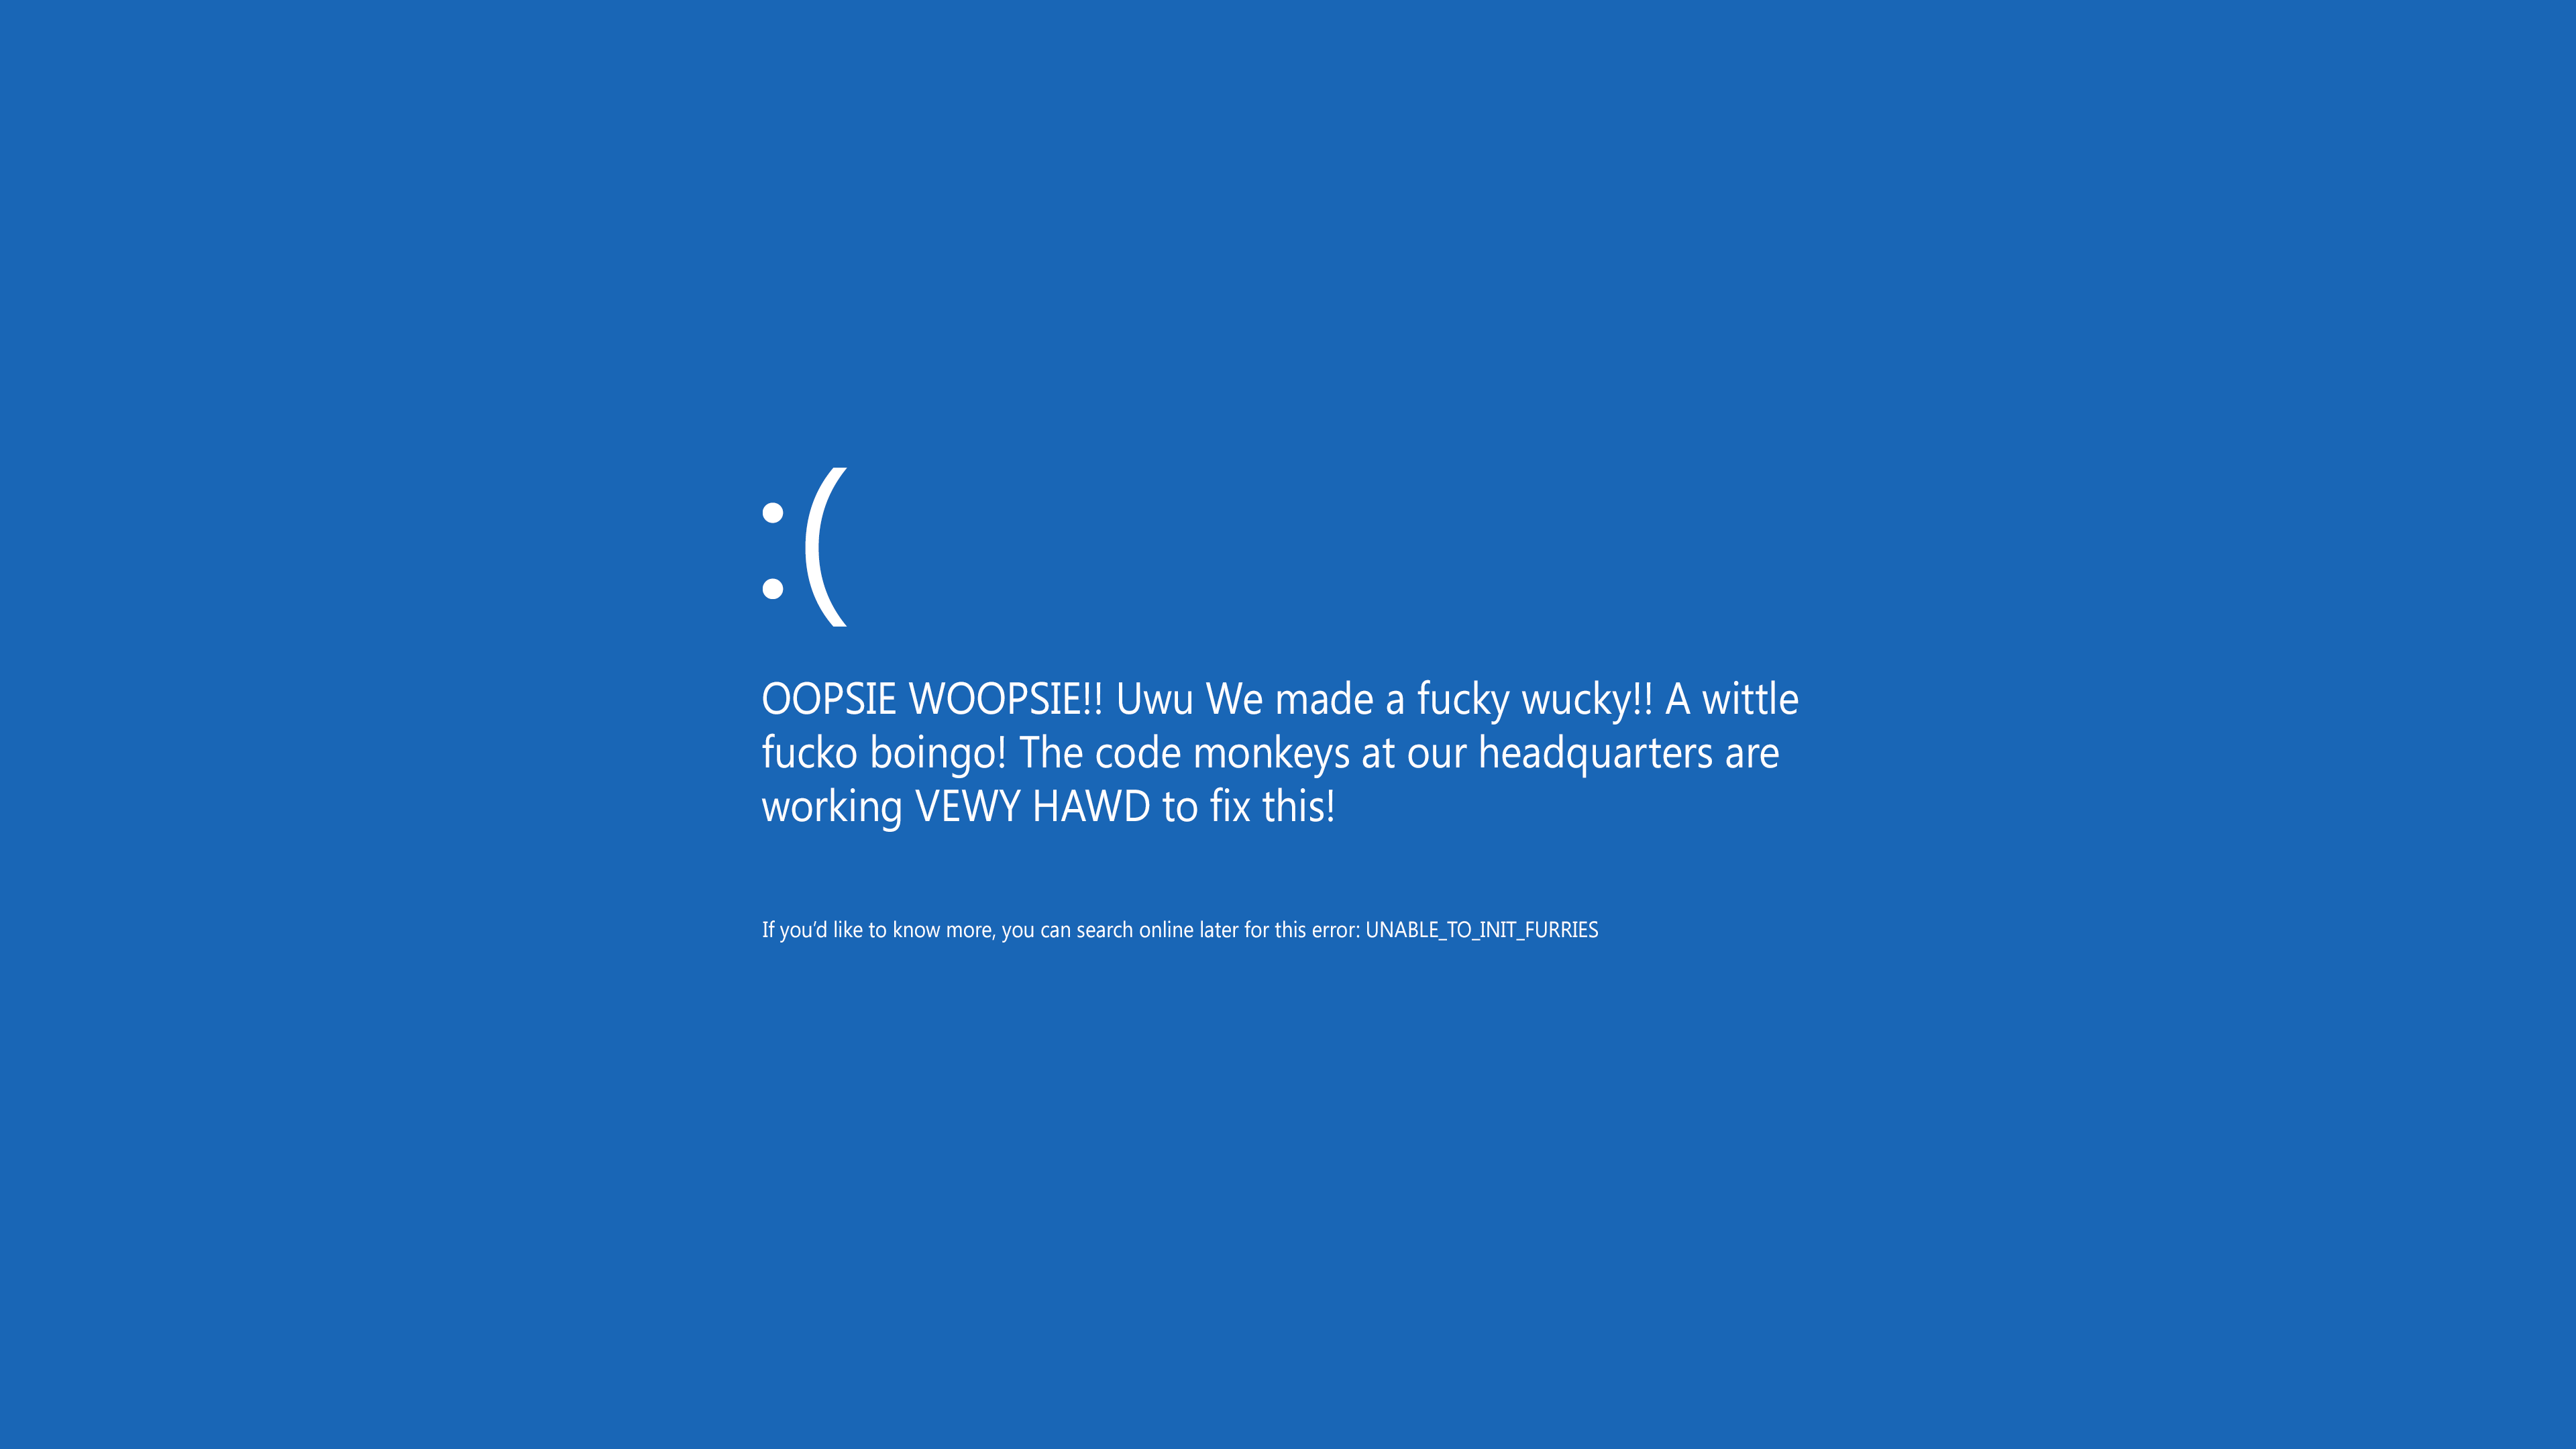 :(
OOPSIE WOOPSIE!! Uwu We made a fucky wucky!! A wittle
fucko boingo! The code monkeys at our headquarters are
working VEWY HAWD to fix this!
If you’d like to know more, you can search online later for this error: UNABLE_TO_INIT_FURRIES